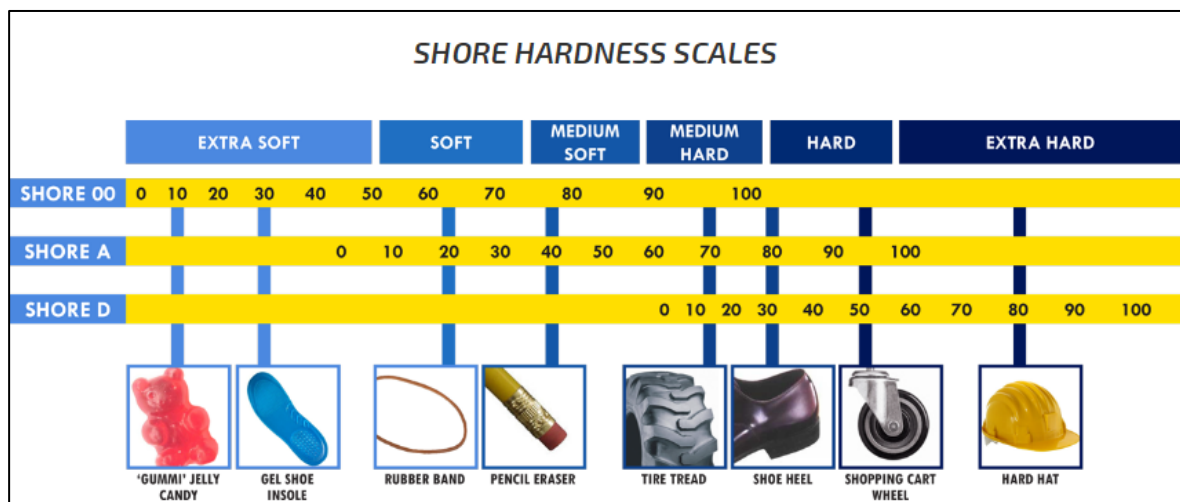 SHORE HARDNESS SCALES
EXTRA SOFT
SOFT
MEDIUM
SOFT
MEDIUM
HARD
HARD
EXTRA HARD
SHORE 00 0 10 20 30 40 50 60 70 80 90 100
SHORE A 0 10 20 30 40 50 60 70 80 90 100
SHORE D 0 10 20 30 40 50 60 70 80 90 100
'GUMMI' JELLY
CANDY
GEL SHOE
INSOLE
RUBBER BAND
PENCIL ERASER
TIRE TREAD
SHOE HEEL
SHOPPING CART
WHEEL
HARD HAT